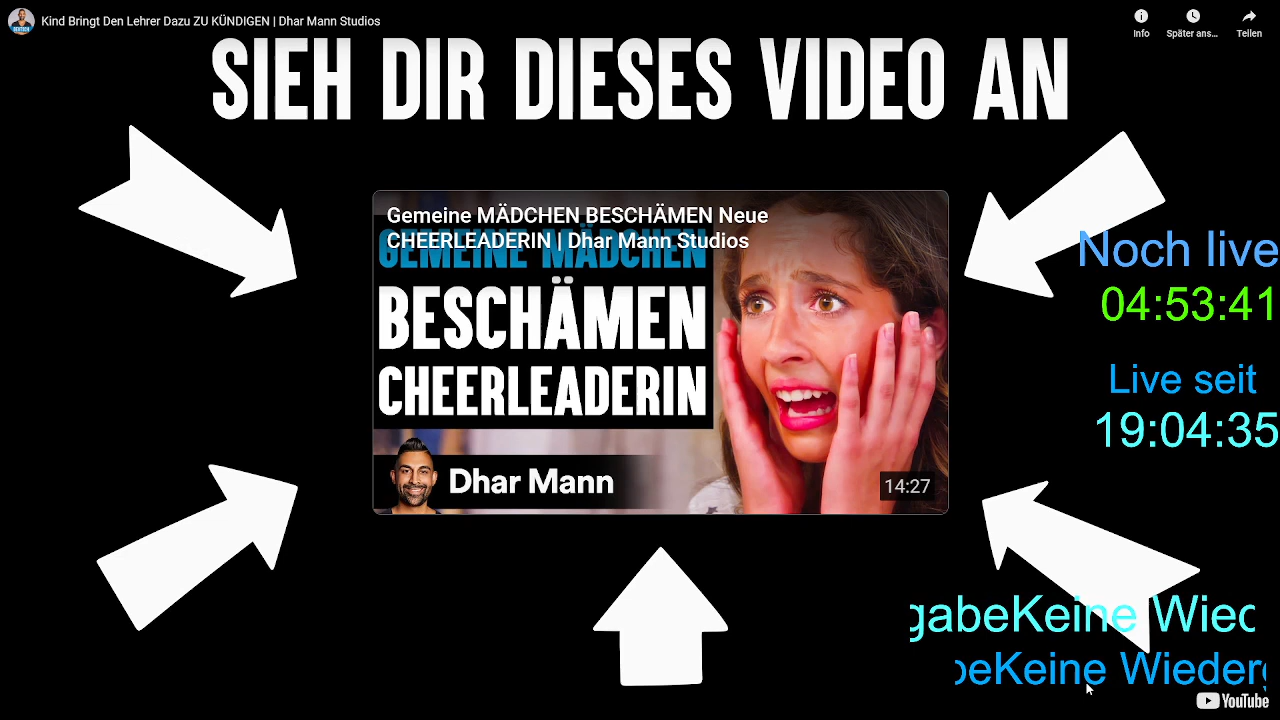 Kind Bringt Den Lehrer Dazu ZU KÜNDIGEN | Dhar Mann Studios
Info
Später ans...
Teilen
SIEH DIR DIESES VIDEO AN
Gemeine MÄDCHEN BESCHÄMEN Neue
CHEERLEADERIN | Dhar Mann Studios
GEMEINE MÄDCHEN
BESCHÄMEN
CHEERLEADERIN
Dhar Mann
14:27
Noch live
04:53:41
Live seit
19:04:35
gabeKeine Wied
beKeine Wiederg
YouTube
DEUTSCH